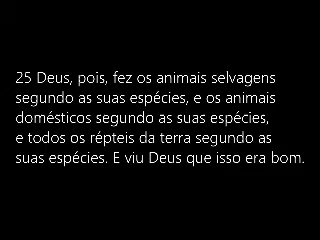 25 Deus, pois, fez os animais selvagens
segundo as suas espécies, e os animais
domésticos segundo as suas espécies,
e todos os répteis da terra segundo as
suas espécies. E viu Deus que isso era bom.